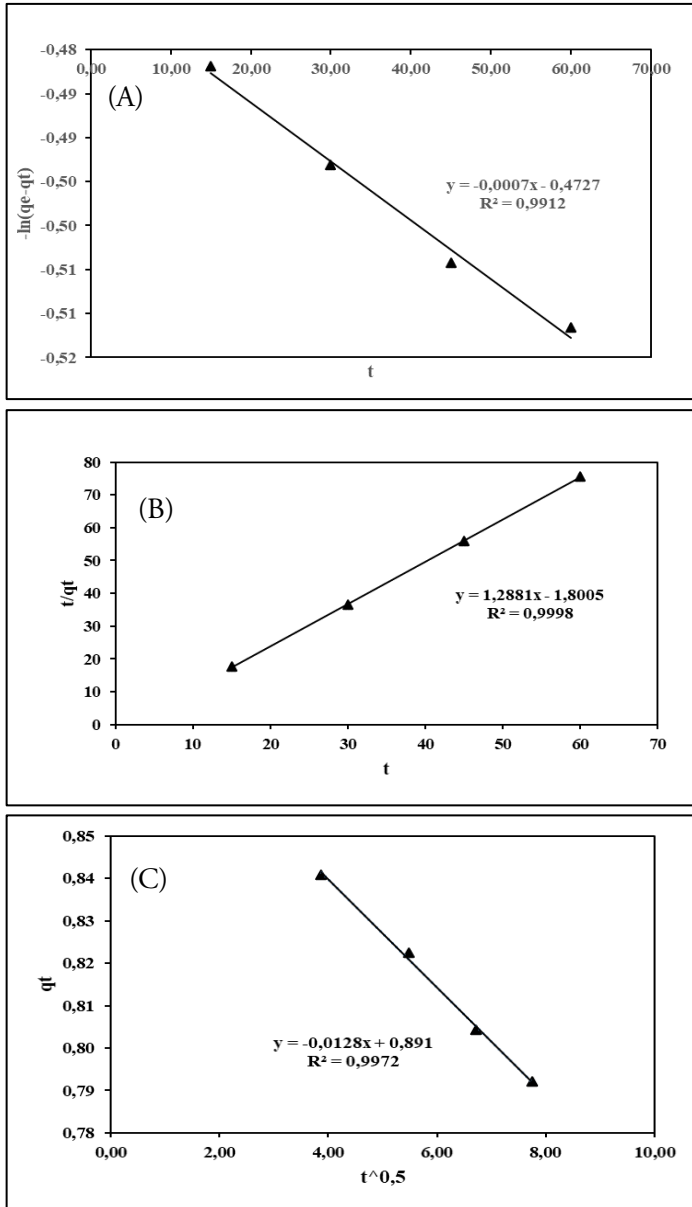 (A)
-0,48
0,00 10,00 20,00 30,00 40,00 50,00 60,00 70,00
-0,49
-0,50
-0,50
-0,51
-0,51
-0,52
-ln(qe-qt)
y = -0,0007x - 0,4727
R² = 0,9912
t
(B)
80
70
60
50
40
30
20
10
0
t/qt
y = 1,2881x - 1,8005
R² = 0,9998
0 10 20 30 40 50 60 70
t
(C)
0,85
0,84
0,83
0,82
0,81
0,80
0,79
0,78
qt
y = -0,0128x + 0,891
R² = 0,9972
0,00 2,00 4,00 6,00 8,00 10,00
t^0,5